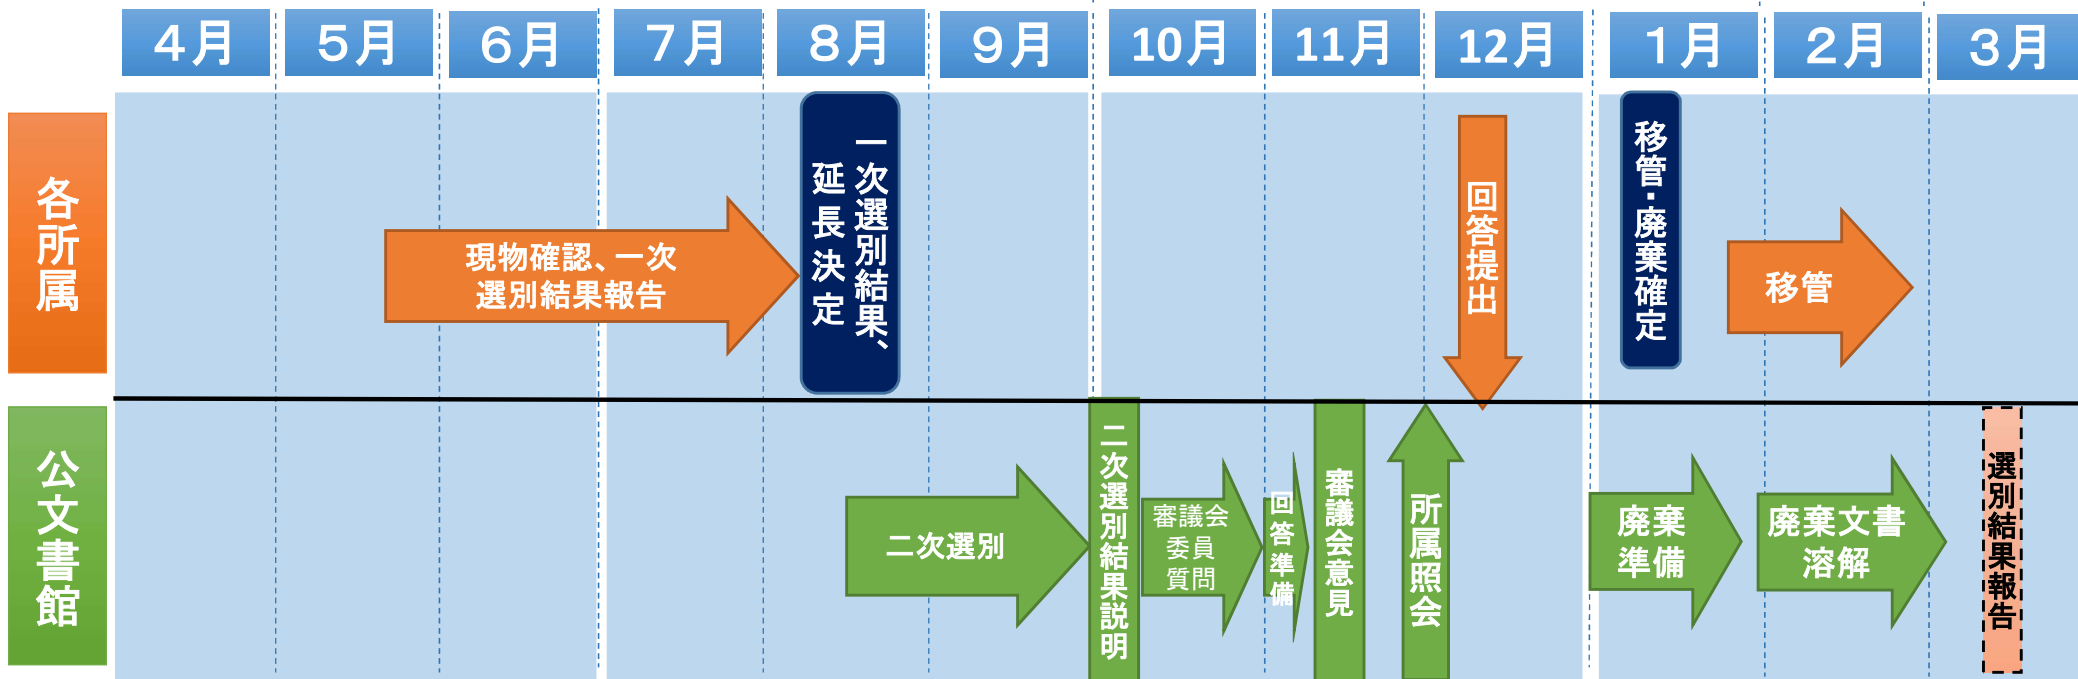 4月
5月
6月
7月
8月
9月
10月
11月
12月
1月
2月
3月
各所属
現物確認、一次
選別結果報告
一次選別結果、
延長決定
回答提出
移管・廃棄確定
移管
公文書館
二次選別
二次選別結果説明
審議会
委員
質問
回答準備
審議会意見
所属照会
廃棄
準備
廃棄文書
溶解
選別結果報告